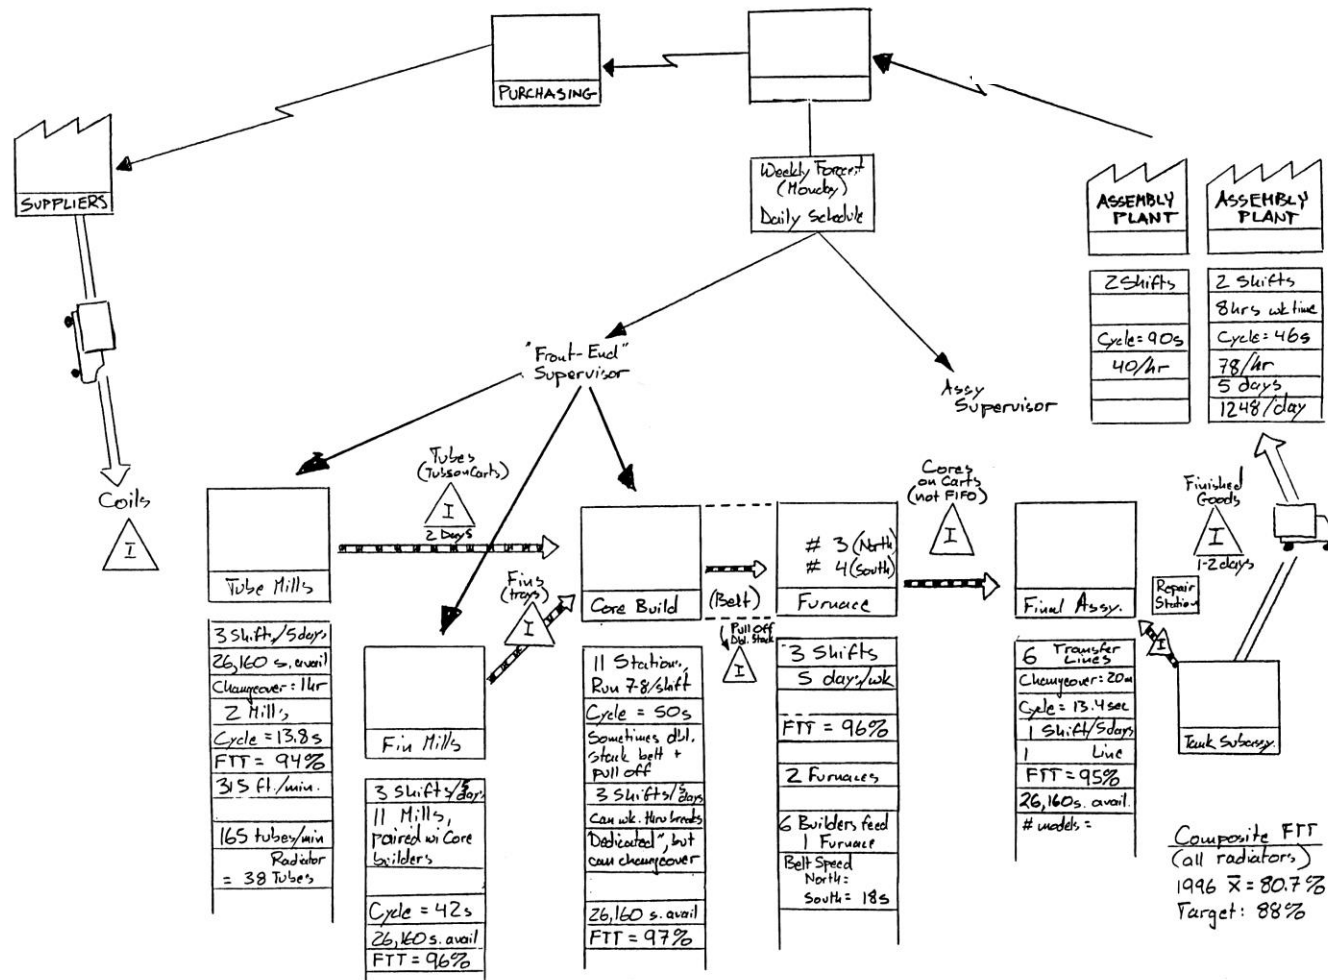 PURCHASING
SUPPLIERS
Weekly Forecast
(Monday)
Daily Schedule
ASSEMBLY
PLANT
2 Shifts
Cycle = 90s
40/hr
ASSEMBLY
PLANT
2 Shifts
8hrs wk time
Cycle = 46s
78/hr
5 days
1248/day
"Front-End"
Supervisor
Assy
Supervisor
Coils
I
Tubes
(Tubs on Carts)
I
2 Days
Fins
(trays)
I
Cores
on Carts
(not FIFO)
I
Finished
Goods
I
1-2 days
Tube Mills
3 Shifts/5days
26,160 s. avail
Changeover: 1hr
2 Mills
Cycle = 13.8s
FTT = 94%
315 ft./min.
165 tubes/min
Radiator
= 38 Tubes
Fin Mills
3 Shifts/5 days
11 Mills,
paired w/ Core
builders
Cycle = 42s
26,160 s. avail
FTT = 96%
Core Build
11 Stations,
Run 7-8/shift
Cycle = 50s
Sometimes dbl.
stack belt +
pull off
3 Shifts/5 days
Can wk. thru breaks
Dedicated", but
can changeover
26,160 s. avail
FTT = 97%
(Belt)
Pull Off
Dbl. Stack
I
# 3 (North)
# 4 (South)
Furnace
3 Shifts
5 days/wk
FTT = 96%
2 Furnaces
6 Builders feed
1 Furnace
Belt Speed
North =
South = 18s
Final Assy.
6 Transfer
Lines
Changeover: 20m
Cycle = 13.4sec
1 Shift/5days
1 Line
FTT = 95%
26,160s. avail.
# models =
Repair
Station
I
Tank Subassy.
Composite FTT
(all radiators)
1996 X̄ = 80.7%
Target: 88%